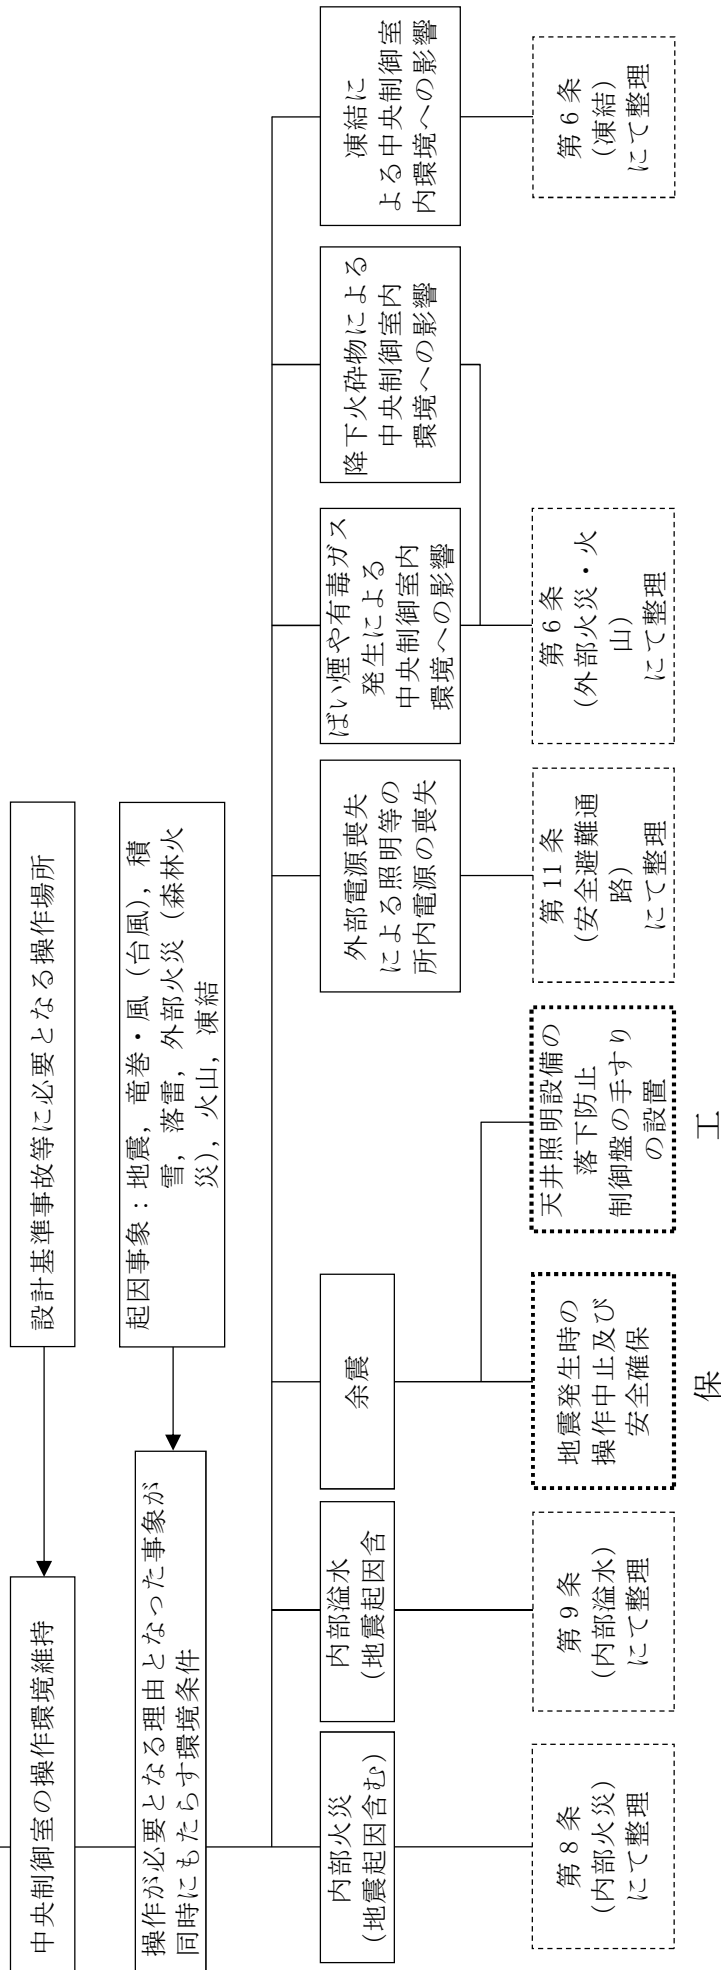 中央制御室の操作環境維持
設計基準事故等に必要となる操作場所
操作が必要となる理由となった事象が
同時にもたらす環境条件
起因事象：地震，竜巻・風（台風），積
雪，落雷，外部火災（森林火
災），火山，凍結
内部火災
(地震起因含む)
内部溢水
(地震起因含
余震
外部電源喪失
による照明等の
所内電源の喪失
ばい煙や有毒ガス
発生による
中央制御室内
環境への影響
降下火砕物による
中央制御室内
環境への影響
凍結に
よる中央制御室
内環境への影響
第8条
(内部火災)
にて整理
第9条
(内部溢水)
にて整理
地震発生時の
操作中止及び
安全確保
天井照明設備の
落下防止
制御盤の手すり
の設置
第11条
(安全避難通
路)
にて整理
第6条
(外部火災・火
山)
にて整理
第6条
(凍結)
にて整理
保
工